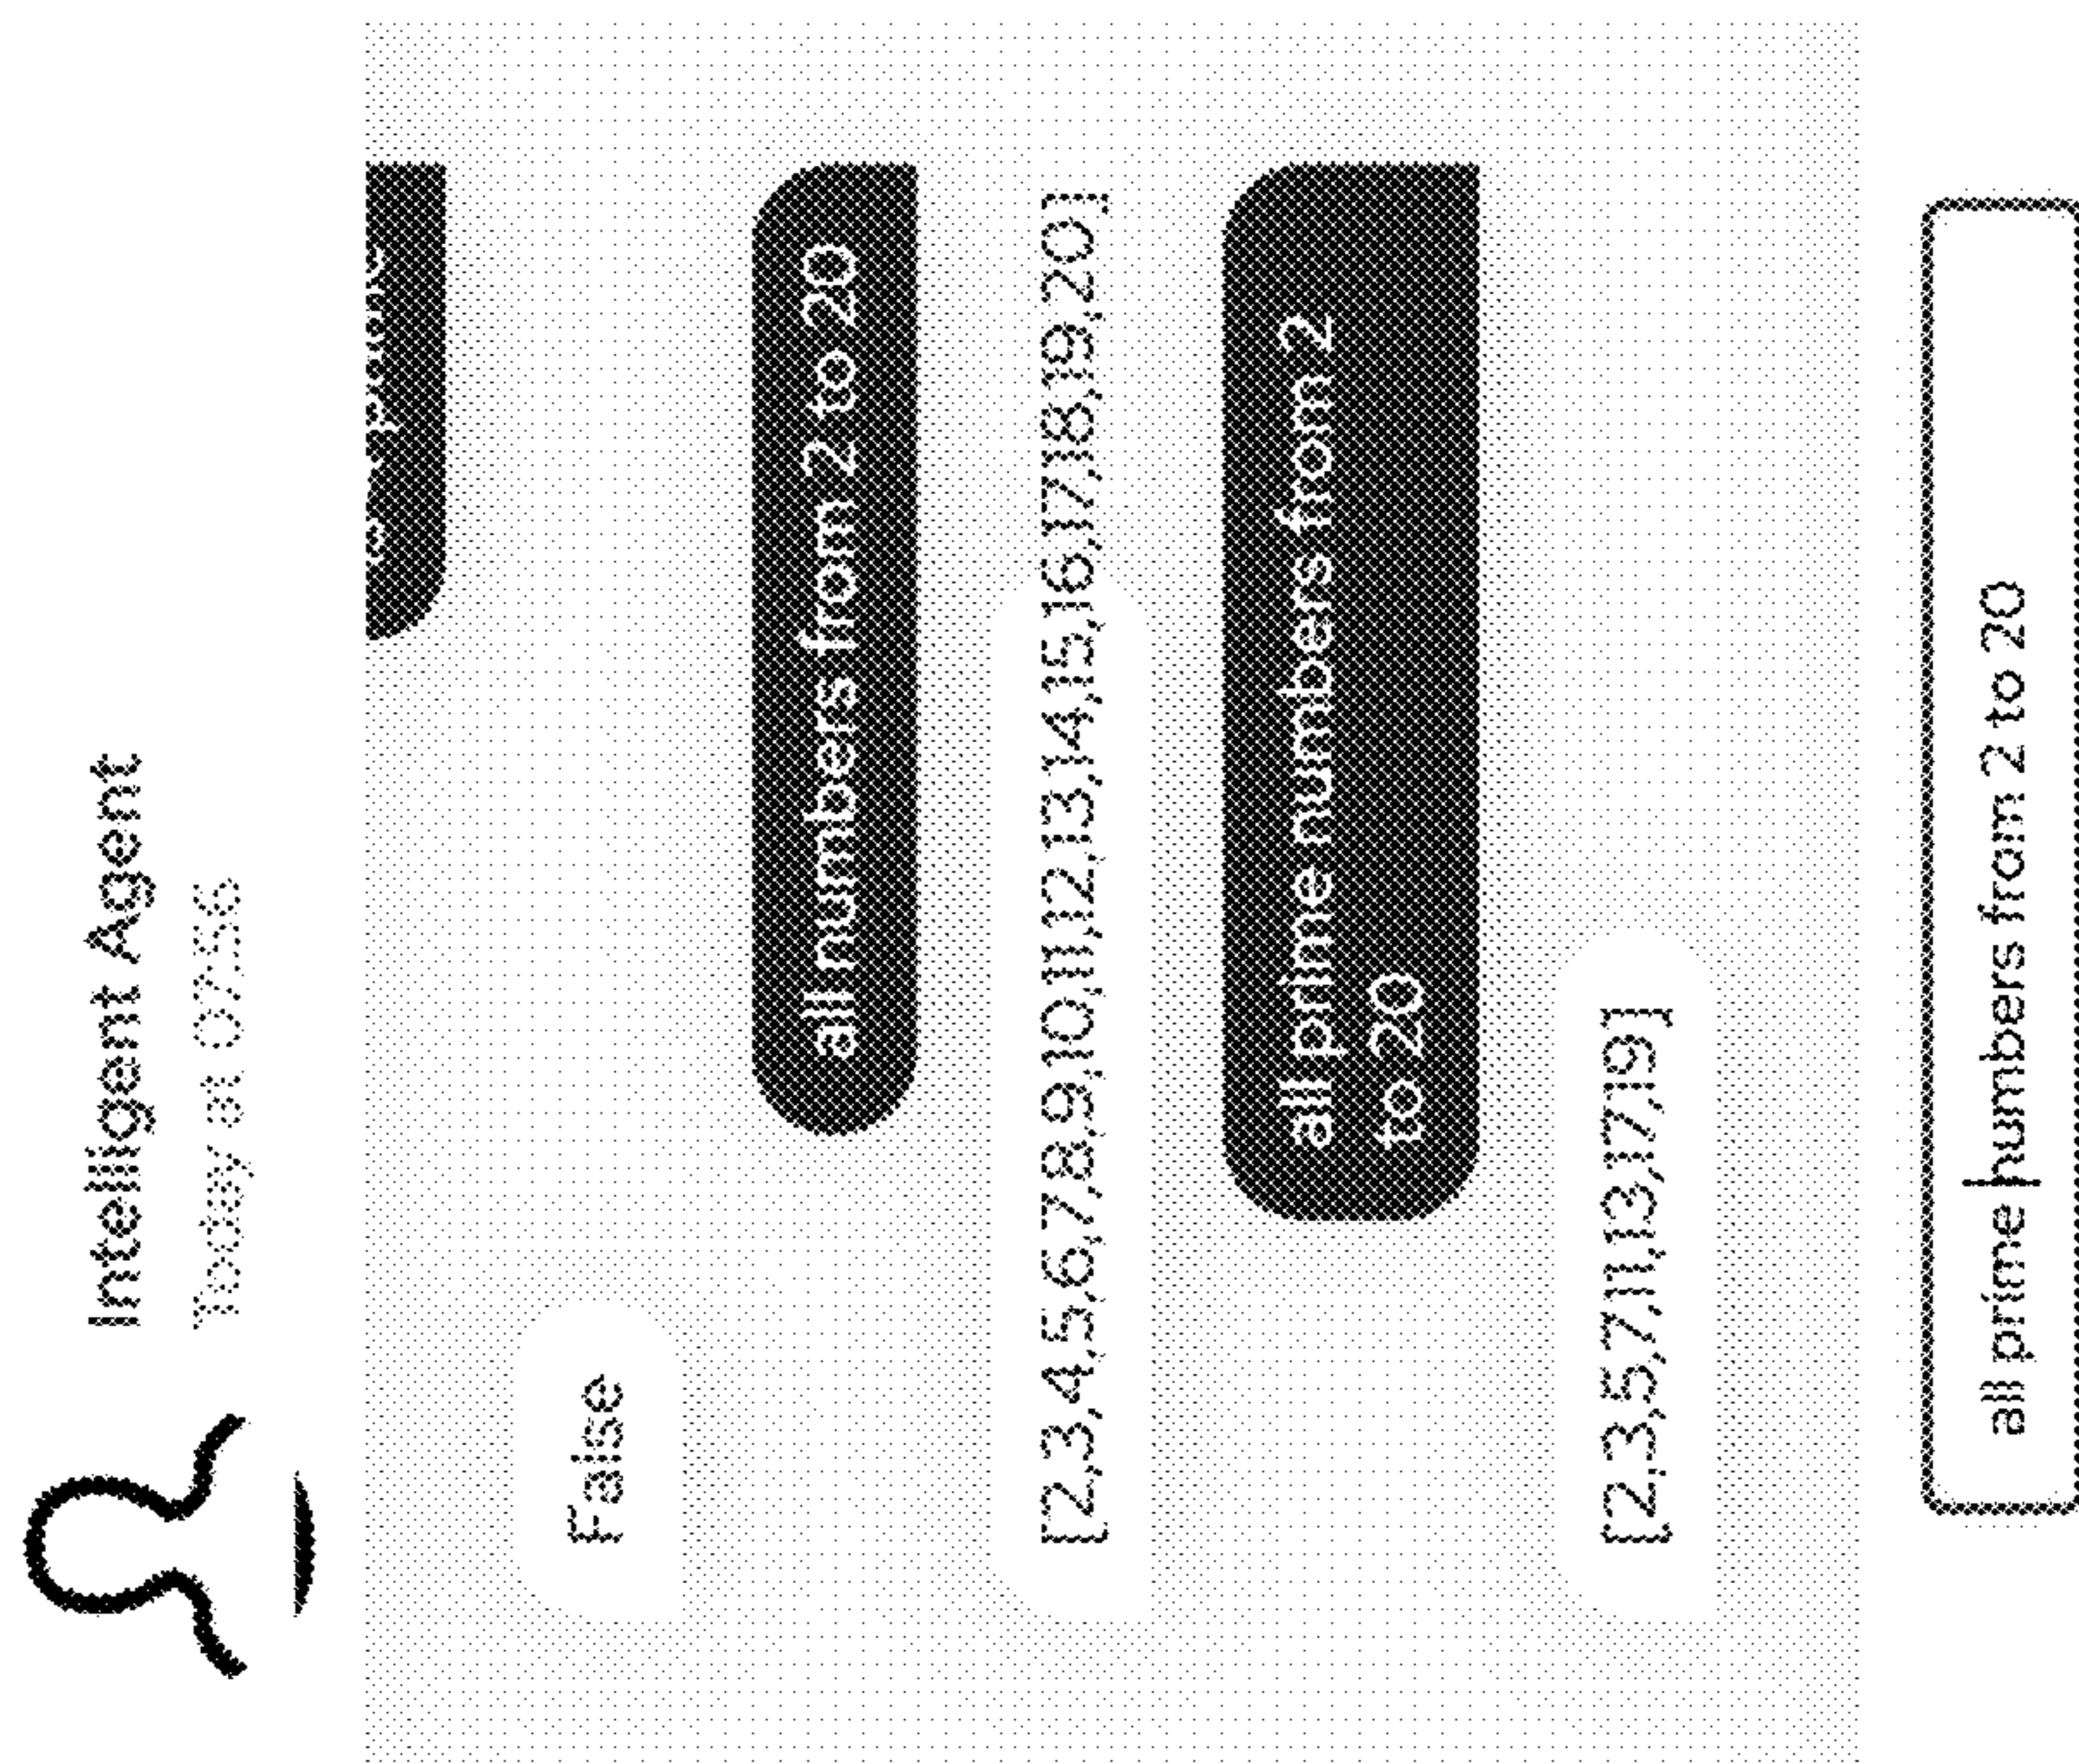 Intelligent Agent
Today at 07:56
False
all numbers from 2 to 20
[2,3,4,5,6,7,8,9,10,11,12,13,14,15,16,17,18,19,20]
all prime numbers from 2
to 20
[2,3,5,7,11,13,17,19]
all prime numbers from 2 to 20